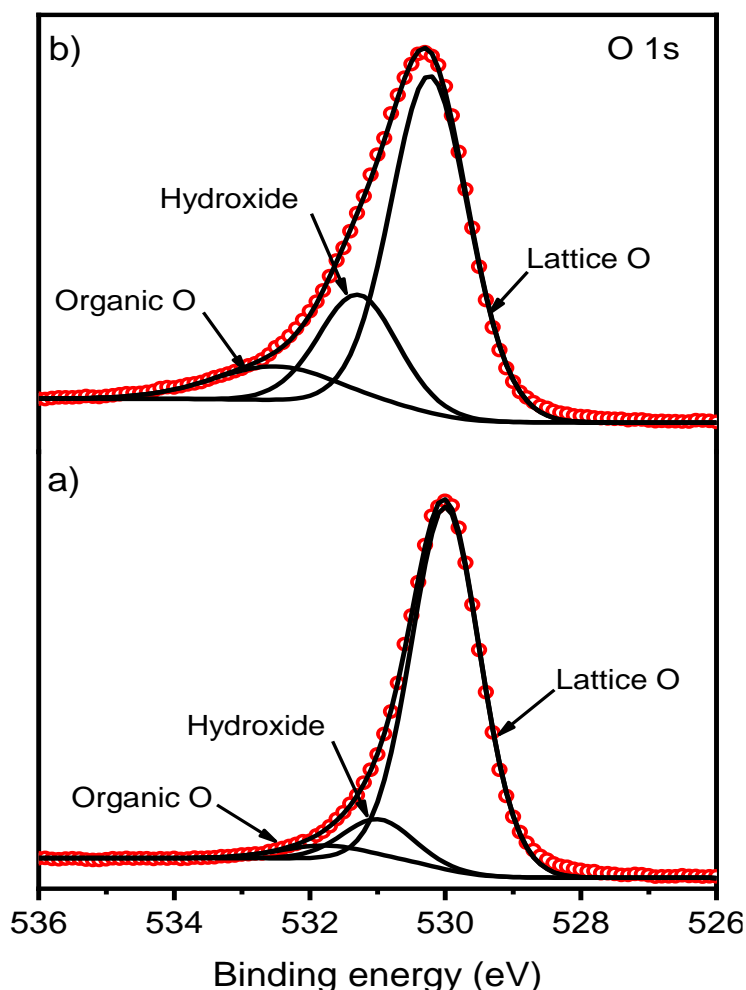 b) O 1s
Hydroxide
Lattice O
Organic O
a)
Lattice O
Hydroxide
Organic O
536 534 532 530 528 526
Binding energy (eV)